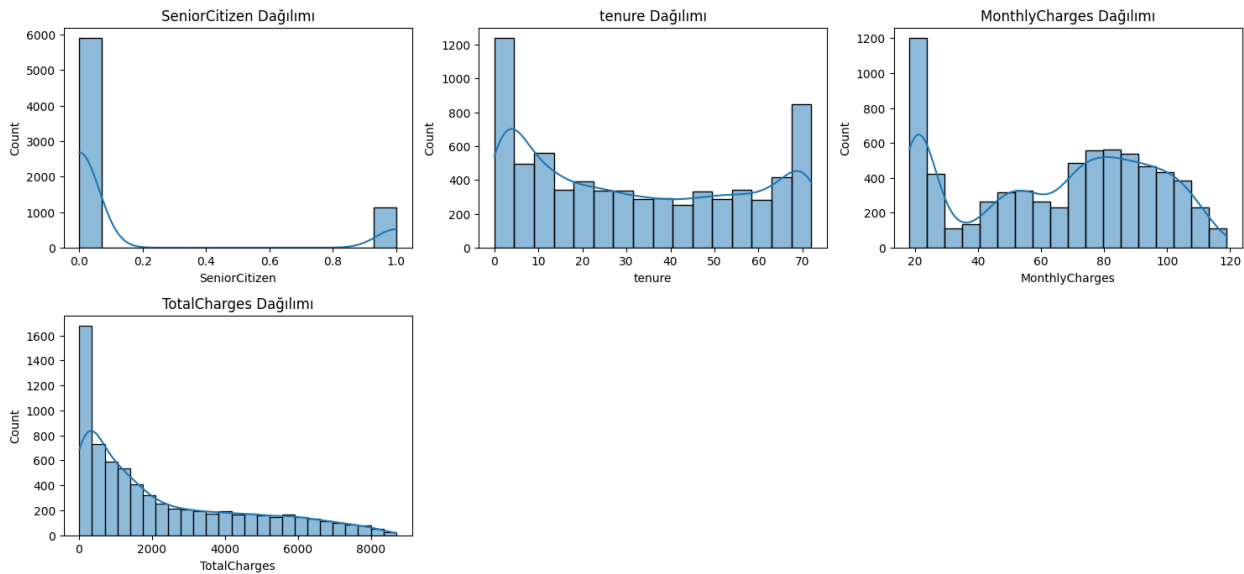 SeniorCitizen Dağılımı
6000
5000
4000
3000
2000
1000
0
Count
0.0 0.2 0.4 0.6 0.8 1.0
SeniorCitizen
tenure Dağılımı
1200
1000
800
600
400
200
0
Count
0 10 20 30 40 50 60 70
tenure
MonthlyCharges Dağılımı
1200
1000
800
600
400
200
0
Count
20 40 60 80 100 120
MonthlyCharges
TotalCharges Dağılımı
1600
1400
1200
1000
800
600
400
200
0
Count
0 2000 4000 6000 8000
TotalCharges